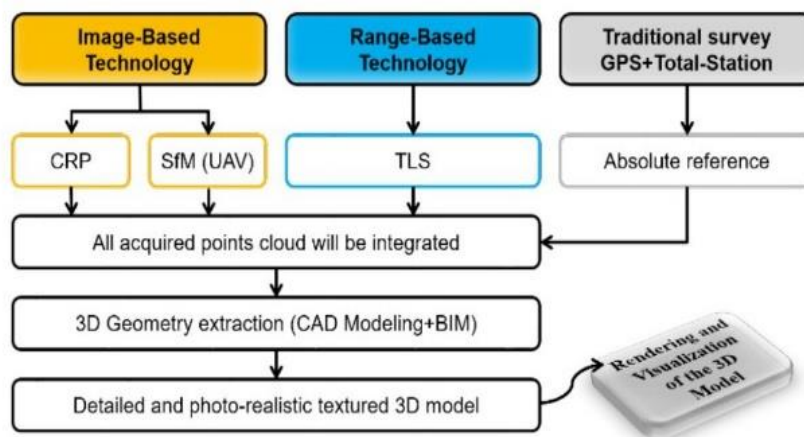 Image-Based
Technology
Range-Based
Technology
Traditional survey
GPS+Total-Station
CRP
SfM (UAV)
TLS
Absolute reference
All acquired points cloud will be integrated
3D Geometry extraction (CAD Modeling+BIM)
Detailed and photo-realistic textured 3D model
Rendering and
Visualization
of the 3D
Model